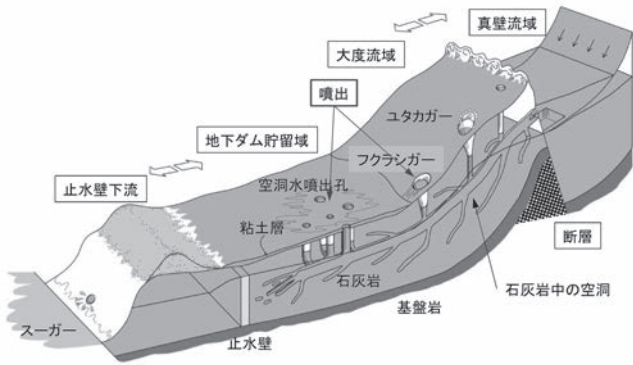 真壁流域
大度流域
噴出
ユタカガー
地下ダム貯留域
フクラシガー
止水壁下流
空洞水噴出孔
粘土層
断層
石灰岩
石灰岩中の空洞
基盤岩
スーガー
止水壁